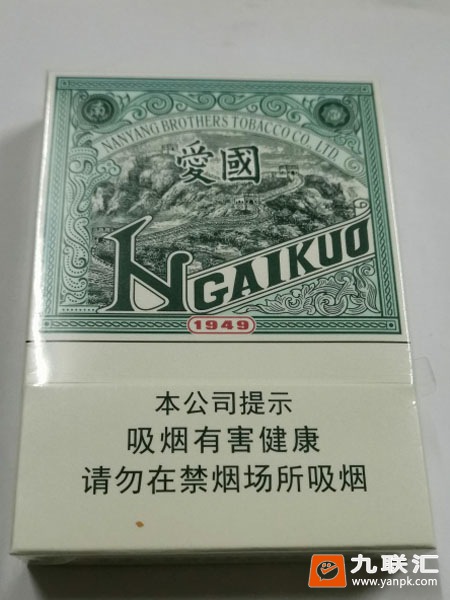 NANYANG BROTHERS TOBACCO CO., LTD
愛國
NGAIKUO
1949
本公司提示
吸烟有害健康
请勿在禁烟场所吸烟
九联汇
www.yanpk.com